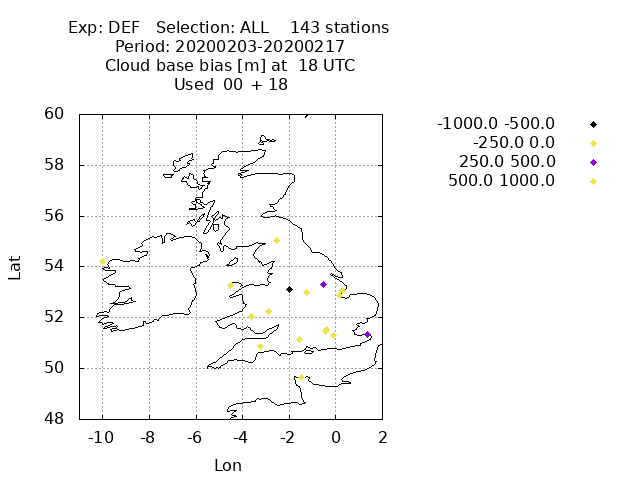 Exp: DEF Selection: ALL 143 stations
Period: 20200203-20200217
Cloud base bias [m] at 18 UTC
Used 00 + 18
-1000.0 -500.0
-250.0 0.0
250.0 500.0
500.0 1000.0
Lat
60
58
56
54
52
50
48
-10 -8 -6 -4 -2 0 2
Lon